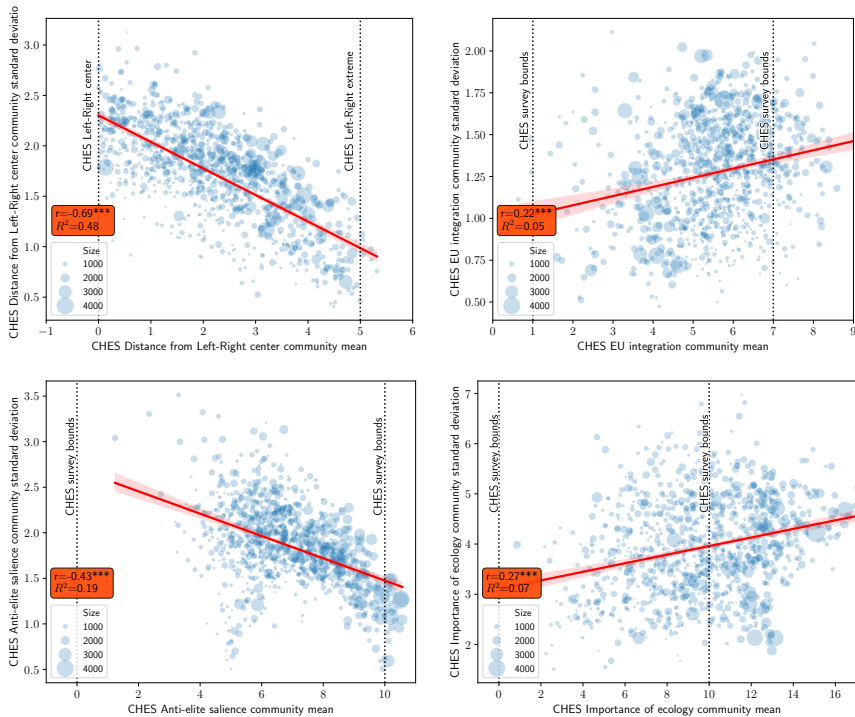 CHES Distance from Left-Right center community standard deviation
3.0
2.5
2.0
1.5
1.0
0.5
CHES Left-Right center
CHES Left-Right extreme
r=-0.69***
R²=0.48
Size
1000
2000
3000
4000
−1
0
1
2
3
4
5
6
CHES Distance from Left-Right center community mean
CHES EU integration community standard deviation
2.00
1.75
1.50
1.25
1.00
0.75
0.50
CHES survey bounds
CHES survey bounds
r=0.22***
R²=0.05
Size
1000
2000
3000
4000
0
1
2
3
4
5
6
7
8
9
CHES EU integration community mean
CHES Anti-elite salience community standard deviation
3.5
3.0
2.5
2.0
1.5
1.0
0.5
CHES survey bounds
CHES survey bounds
r=-0.43***
R²=0.19
Size
1000
2000
3000
4000
0
2
4
6
8
10
CHES Anti-elite salience community mean
CHES Importance of ecology community standard deviation
7
6
5
4
3
2
CHES survey bounds
CHES survey bounds
r=0.27***
R²=0.07
Size
1000
2000
3000
4000
0
2
4
6
8
10
12
14
16
CHES Importance of ecology community mean